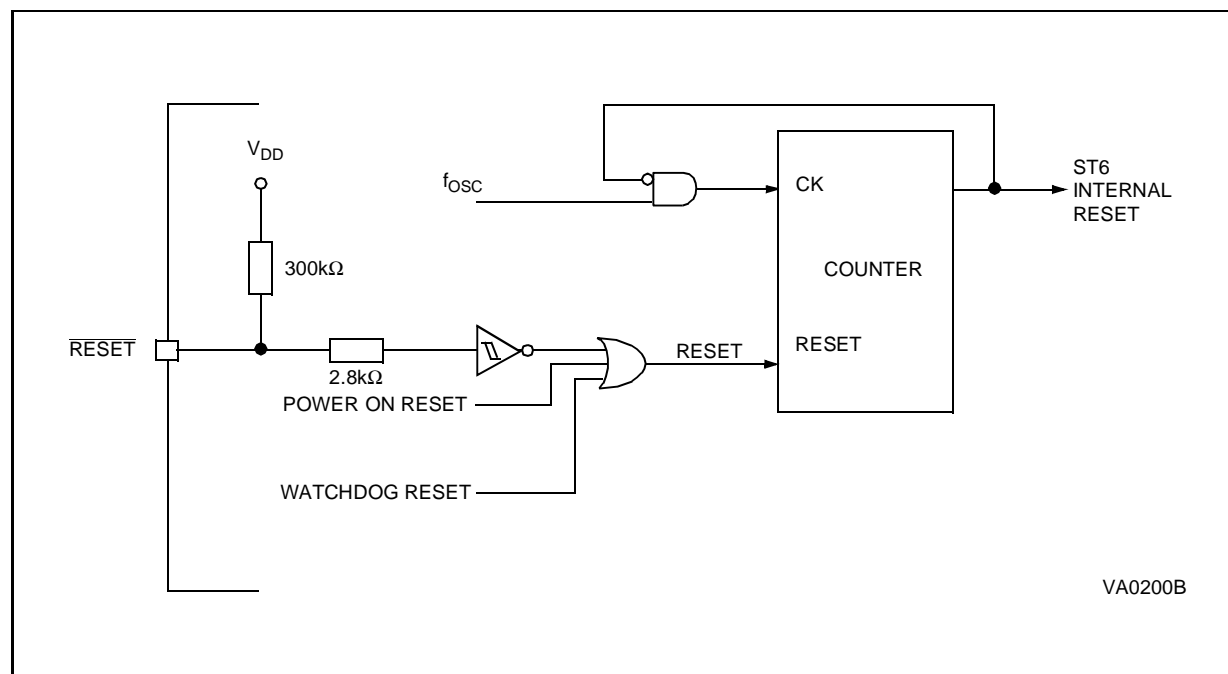 V_DD
f_OSC
CK
ST6
INTERNAL
RESET
300kΩ
COUNTER
RESET
RESET
RESET
2.8kΩ
POWER ON RESET
WATCHDOG RESET
VA0200B